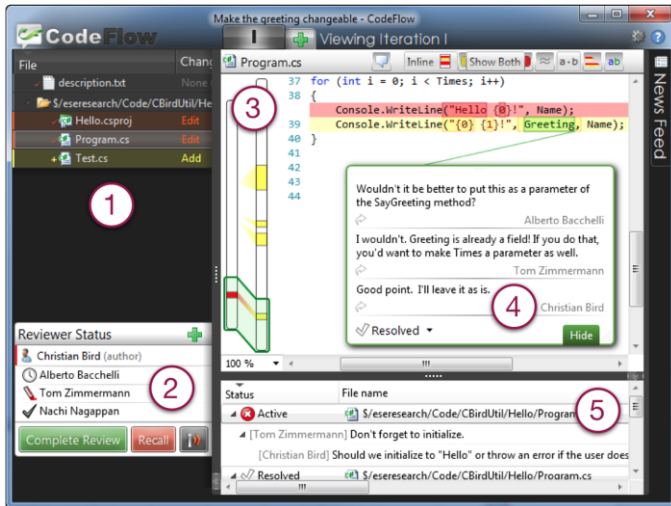 Make the greeting changeable - CodeFlow
CodeFlow
I
Viewing Iteration I
?
File
Chang
description.txt
None
$/eseresearch/Code/CBirdUtil/He
Hello.csproj
Edit
Program.cs
Edit
Test.cs
Add
1
Reviewer Status
Christian Bird (author)
Alberto Bacchelli
Tom Zimmermann
Nachi Nagappan
2
Complete Review
Recall
Program.cs
Inline
Show Both
a-b
ab
3
37 for (int i = 0; i < Times; i++)
38 {
Console.WriteLine("Hello {0}!", Name);
39 Console.WriteLine("{0} {1}!", Greeting, Name);
40 }
41
42
43
44
Wouldn't it be better to put this as a parameter of
the SayGreeting method?
Alberto Bacchelli
I wouldn't. Greeting is already a field! If you do that,
you'd want to make Times a parameter as well.
Tom Zimmermann
Good point. I'll leave it as is.
4
Christian Bird
Resolved
Hide
100 %
News Feed
Status
File name
5
Active
$/eseresearch/Code/CBirdUtil/Hello/Program
[Tom Zimmermann] Don't forget to initialize.
[Christian Bird] Should we initialize to "Hello" or throw an error if the user does
Resolved
$/eseresearch/Code/CBirdUtil/Hello/Program.cs